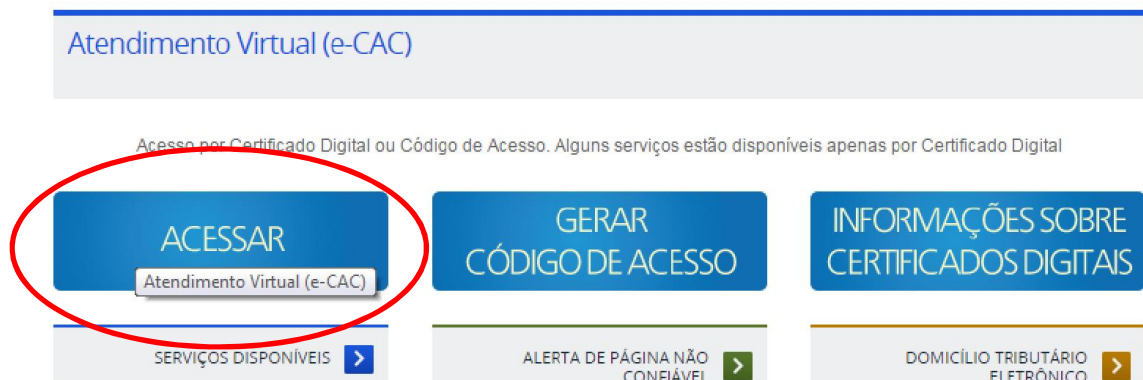 Atendimento Virtual (e-CAC)
Acesso por Certificado Digital ou Código de Acesso. Alguns serviços estão disponíveis apenas por Certificado Digital
ACESSAR
Atendimento Virtual (e-CAC)
GERAR
CÓDIGO DE ACESSO
INFORMAÇÕES SOBRE
CERTIFICADOS DIGITAIS
SERVIÇOS DISPONÍVEIS
ALERTA DE PÁGINA NÃO
CONFIÁVEL
DOMICÍLIO TRIBUTÁRIO
ELETRÔNICO